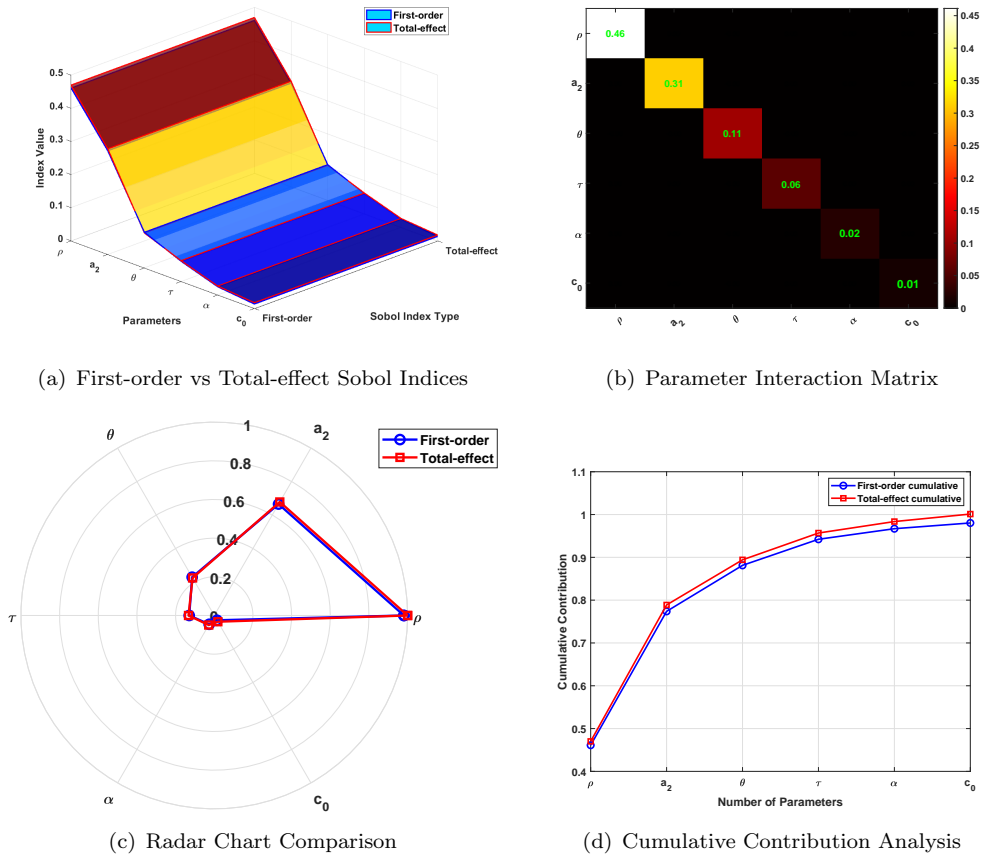 First-order
Total-effect
0.5
0.4
0.3
0.2
0.1
0
Index Value
ρ
a2
θ
τ
α
c0
Parameters
First-order
Total-effect
Sobol Index Type
(a) First-order vs Total-effect Sobol Indices
ρ
a2
θ
τ
α
c0
0.46
0.31
0.11
0.06
0.02
0.01
ρ
a2
θ
τ
α
c0
0.45
0.4
0.35
0.3
0.25
0.2
0.15
0.1
0.05
0
(b) Parameter Interaction Matrix
First-order
Total-effect
1
0.8
0.6
0.4
0.2
0
ρ
a2
θ
τ
α
c0
(c) Radar Chart Comparison
First-order cumulative
Total-effect cumulative
1.1
1
0.9
0.8
0.7
0.6
0.5
0.4
Cumulative Contribution
ρ
a2
θ
τ
α
c0
Number of Parameters
(d) Cumulative Contribution Analysis